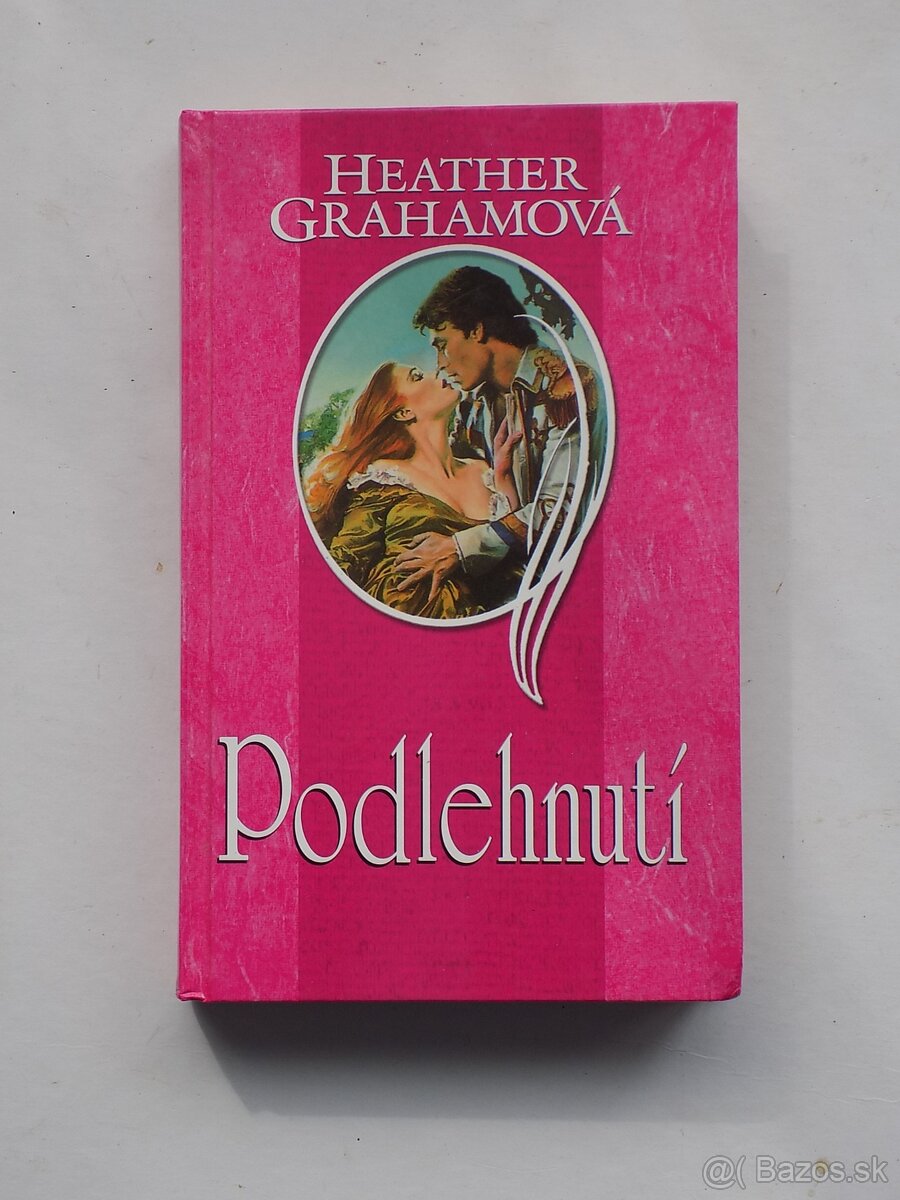 HEATHER
GRAHAMOVÁ
Podlehnutí
@( Bazos.sk